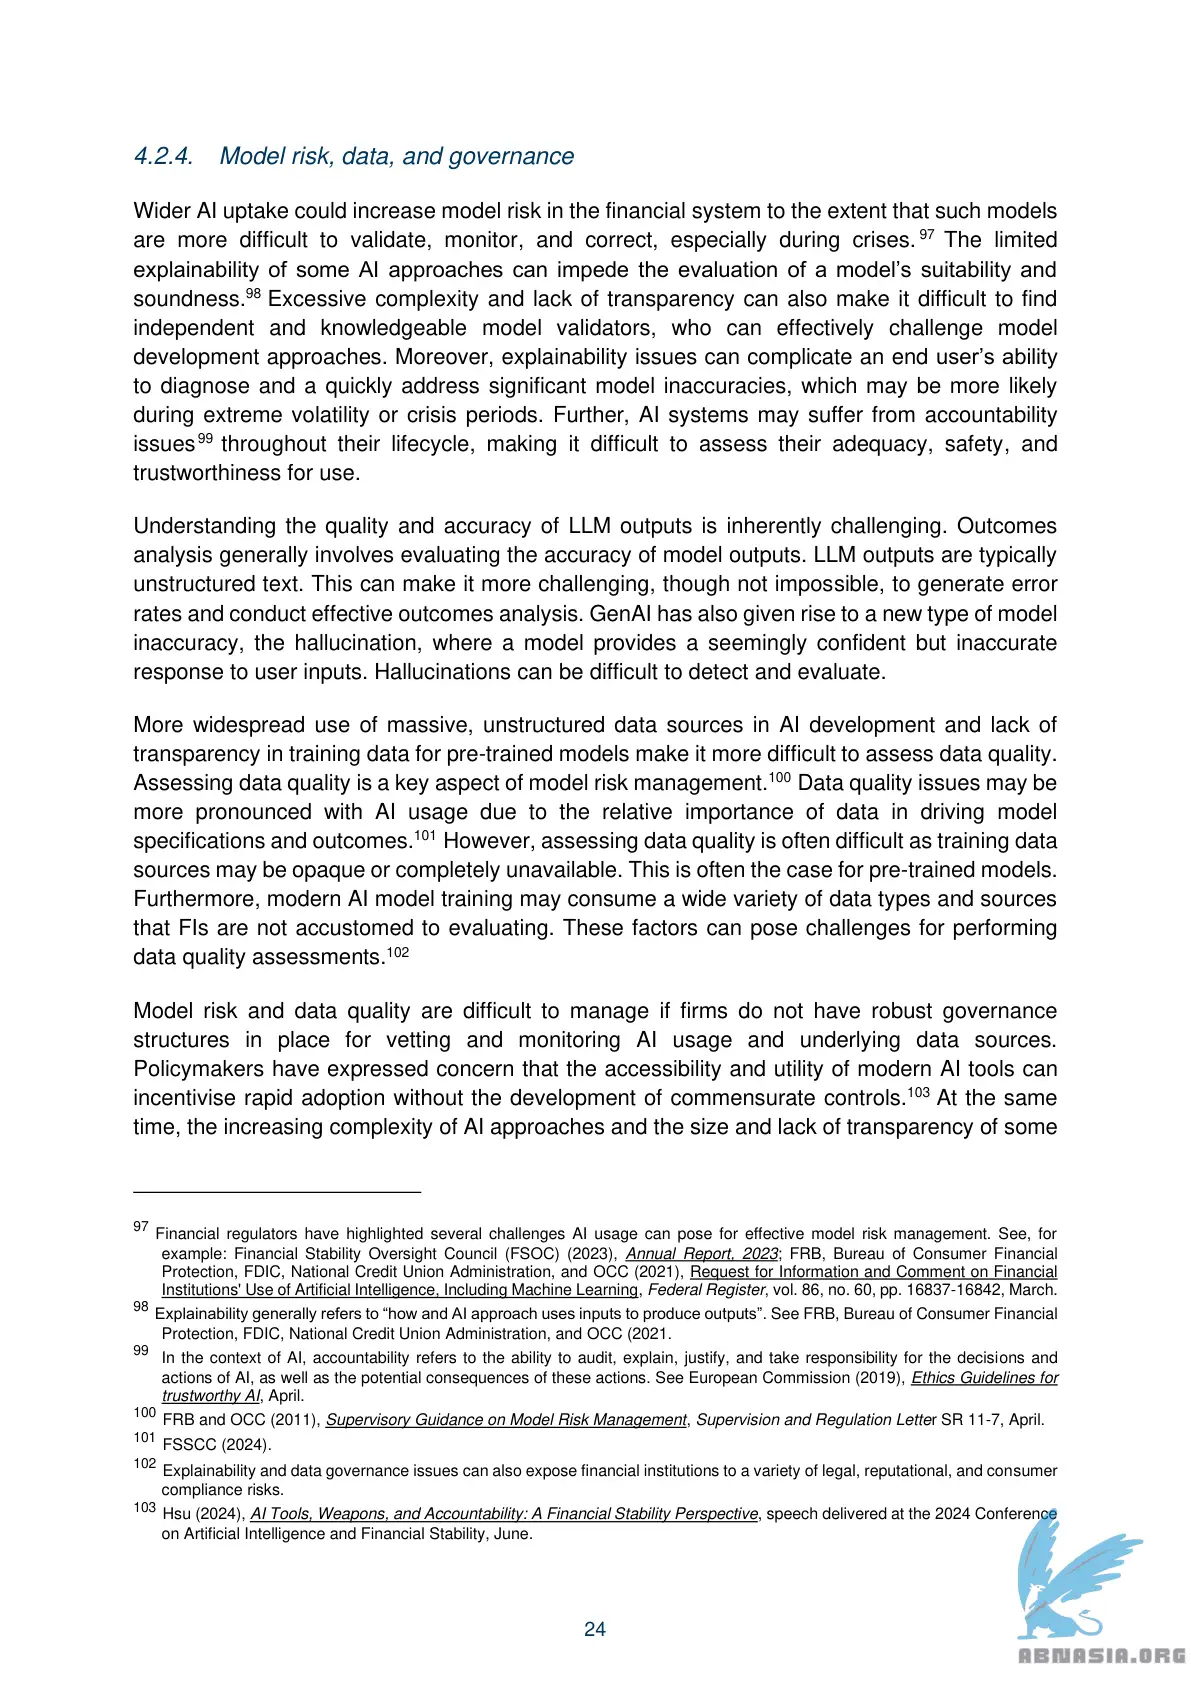 4.2.4. Model risk, data, and governance
Wider AI uptake could increase model risk in the financial system to the extent that such models
are more difficult to validate, monitor, and correct, especially during crises. 97 The limited
explainability of some AI approaches can impede the evaluation of a model’s suitability and
soundness.98 Excessive complexity and lack of transparency can also make it difficult to find
independent and knowledgeable model validators, who can effectively challenge model
development approaches. Moreover, explainability issues can complicate an end user’s ability
to diagnose and a quickly address significant model inaccuracies, which may be more likely
during extreme volatility or crisis periods. Further, AI systems may suffer from accountability
issues99 throughout their lifecycle, making it difficult to assess their adequacy, safety, and
trustworthiness for use.
Understanding the quality and accuracy of LLM outputs is inherently challenging. Outcomes
analysis generally involves evaluating the accuracy of model outputs. LLM outputs are typically
unstructured text. This can make it more challenging, though not impossible, to generate error
rates and conduct effective outcomes analysis. GenAI has also given rise to a new type of model
inaccuracy, the hallucination, where a model provides a seemingly confident but inaccurate
response to user inputs. Hallucinations can be difficult to detect and evaluate.
More widespread use of massive, unstructured data sources in AI development and lack of
transparency in training data for pre-trained models make it more difficult to assess data quality.
Assessing data quality is a key aspect of model risk management.100 Data quality issues may be
more pronounced with AI usage due to the relative importance of data in driving model
specifications and outcomes.101 However, assessing data quality is often difficult as training data
sources may be opaque or completely unavailable. This is often the case for pre-trained models.
Furthermore, modern AI model training may consume a wide variety of data types and sources
that FIs are not accustomed to evaluating. These factors can pose challenges for performing
data quality assessments.102
Model risk and data quality are difficult to manage if firms do not have robust governance
structures in place for vetting and monitoring AI usage and underlying data sources.
Policymakers have expressed concern that the accessibility and utility of modern AI tools can
incentivise rapid adoption without the development of commensurate controls.103 At the same
time, the increasing complexity of AI approaches and the size and lack of transparency of some
97 Financial regulators have highlighted several challenges AI usage can pose for effective model risk management. See, for
example: Financial Stability Oversight Council (FSOC) (2023), Annual Report, 2023; FRB, Bureau of Consumer Financial
Protection, FDIC, National Credit Union Administration, and OCC (2021), Request for Information and Comment on Financial
Institutions' Use of Artificial Intelligence, Including Machine Learning, Federal Register, vol. 86, no. 60, pp. 16837-16842, March.
98 Explainability generally refers to “how and AI approach uses inputs to produce outputs”. See FRB, Bureau of Consumer Financial
Protection, FDIC, National Credit Union Administration, and OCC (2021.
99 In the context of AI, accountability refers to the ability to audit, explain, justify, and take responsibility for the decisions and
actions of AI, as well as the potential consequences of these actions. See European Commission (2019), Ethics Guidelines for
trustworthy AI, April.
100 FRB and OCC (2011), Supervisory Guidance on Model Risk Management, Supervision and Regulation Letter SR 11-7, April.
101 FSSCC (2024).
102 Explainability and data governance issues can also expose financial institutions to a variety of legal, reputational, and consumer
compliance risks.
103 Hsu (2024), AI Tools, Weapons, and Accountability: A Financial Stability Perspective, speech delivered at the 2024 Conference
on Artificial Intelligence and Financial Stability, June.
24
ABNASIA.ORG